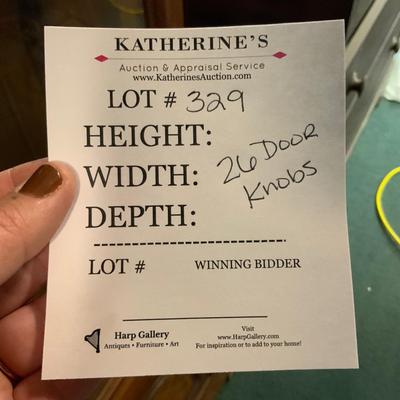 KATHERINE'S
Auction & Appraisal Service
www.KatherinesAuction.com
LOT # 329
HEIGHT:
WIDTH:
DEPTH:
26 DOOR
Knobs
LOT # WINNING BIDDER
Harp Gallery
Antiques • Furniture • Art
Visit
www.HarpGallery.com
For inspiration or to add to your home!